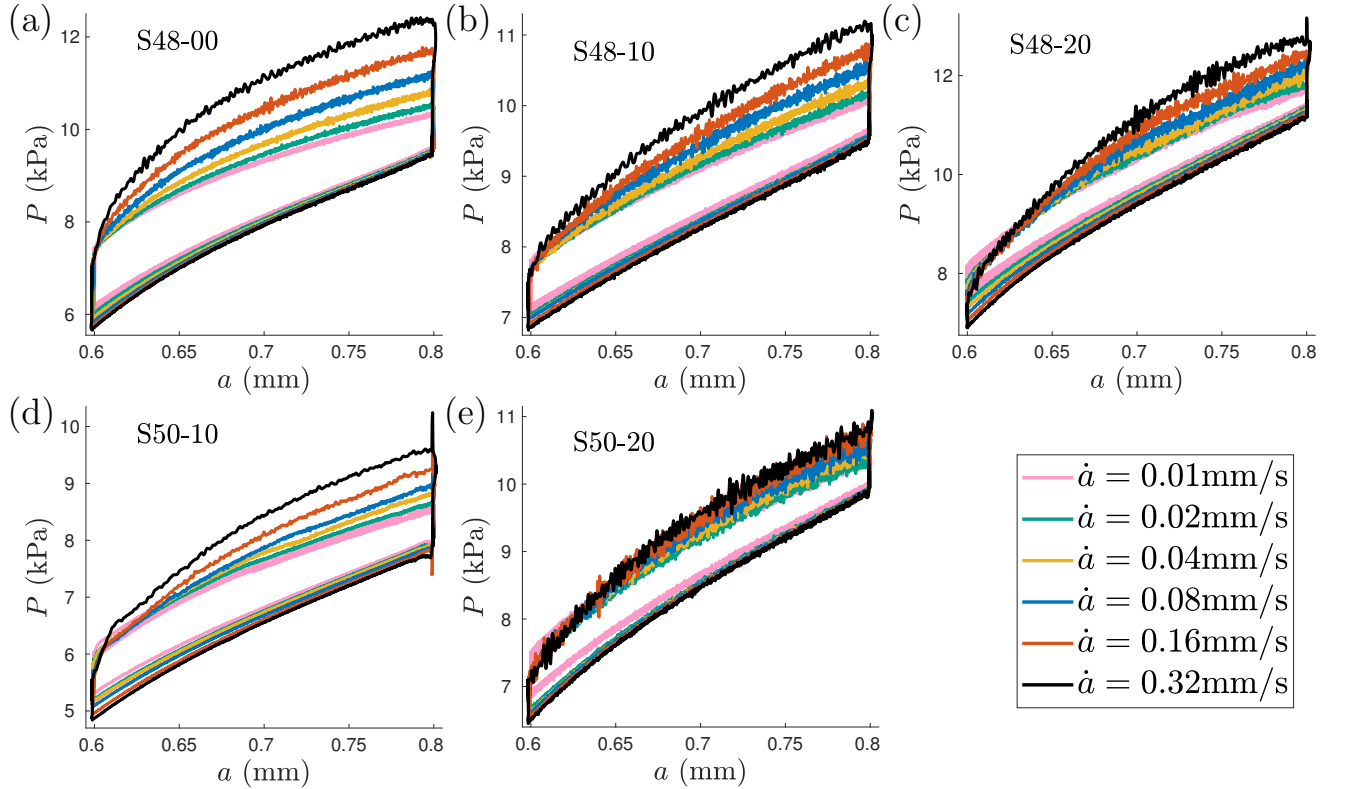 (a)
S48-00
12
10
8
6
P (kPa)
0.6 0.65 0.7 0.75 0.8
a (mm)
(b)
S48-10
11
10
9
8
7
P (kPa)
0.6 0.65 0.7 0.75 0.8
a (mm)
(c)
S48-20
12
10
8
P (kPa)
0.6 0.65 0.7 0.75 0.8
a (mm)
(d)
S50-10
10
9
8
7
6
5
P (kPa)
0.6 0.65 0.7 0.75 0.8
a (mm)
(e)
S50-20
11
10
9
8
7
P (kPa)
0.6 0.65 0.7 0.75 0.8
a (mm)
ȧ = 0.01mm/s
ȧ = 0.02mm/s
ȧ = 0.04mm/s
ȧ = 0.08mm/s
ȧ = 0.16mm/s
ȧ = 0.32mm/s